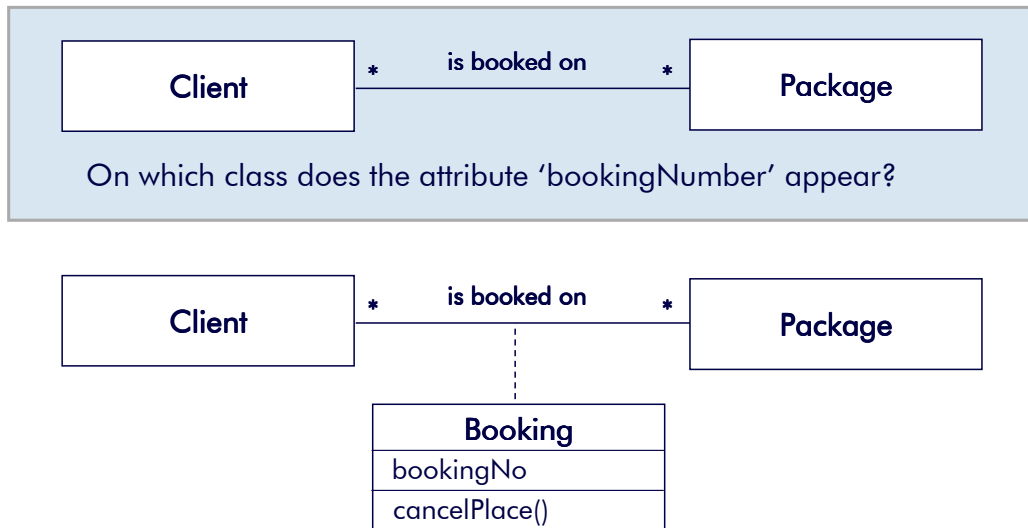 Client * is booked on * Package
On which class does the attribute ‘bookingNumber’ appear?
Client * is booked on * Package
Booking
bookingNo
cancelPlace()